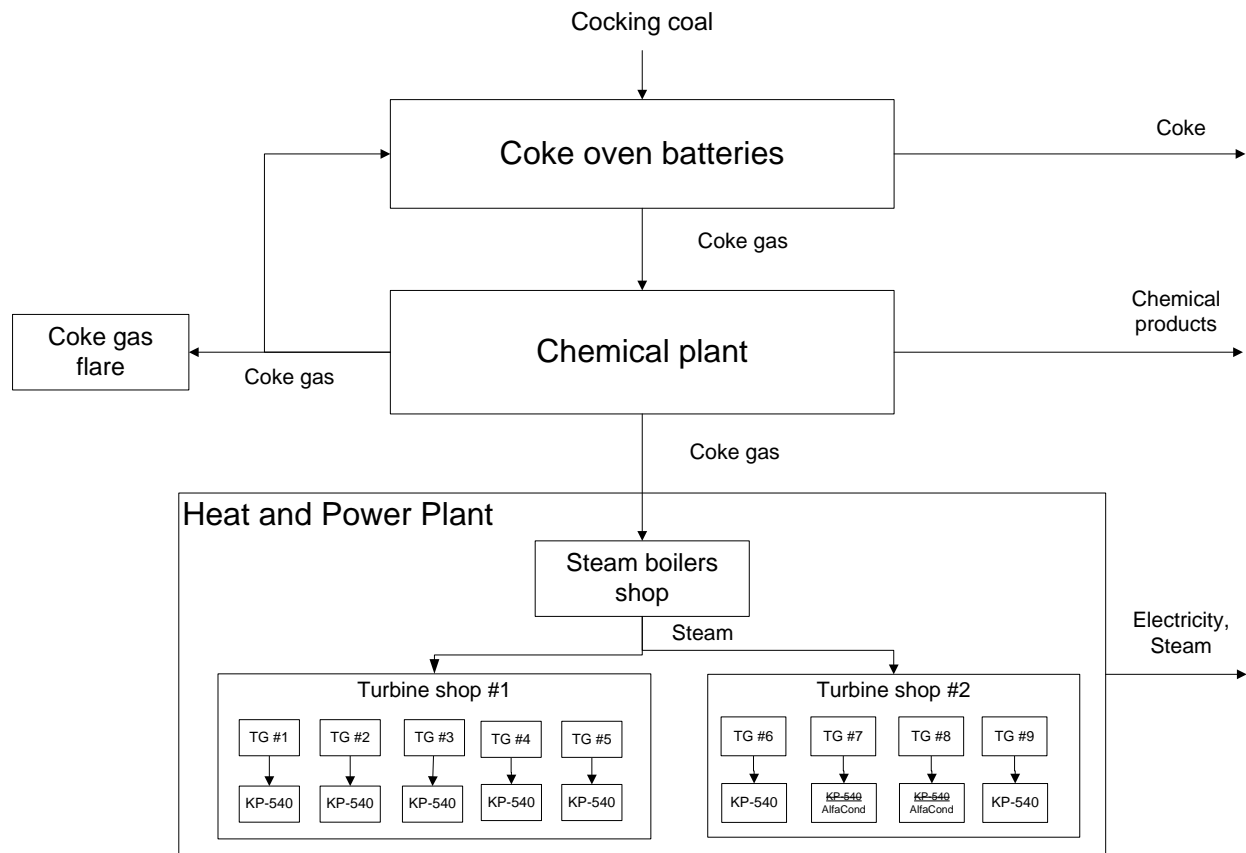 Cocking coal
Coke oven batteries
Coke
Coke gas
Chemical
products
Coke gas
flare
Chemical plant
Coke gas
Coke gas
Heat and Power Plant
Steam boilers
shop
Steam
Electricity,
Steam
Turbine shop #1
Turbine shop #2
TG #1
TG #2
TG #3
TG #4
TG #5
TG #6
TG #7
TG #8
TG #9
KP-540
KP-540
KP-540
KP-540
KP-540
KP-540
KP-540
AlfaCond
KP-540
AlfaCond
KP-540